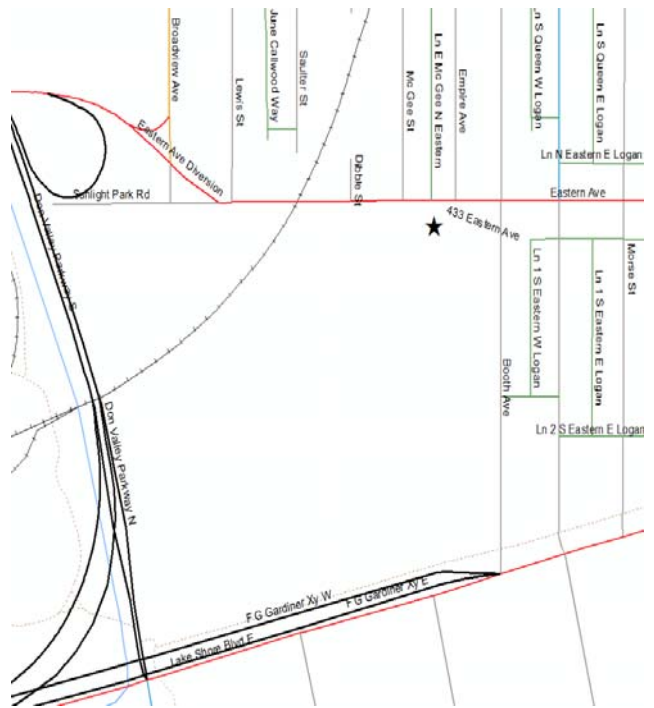 Broadview Ave
Lewis St
June Callwood Way
Saulter St
Mc Gee St
Ln E Mc Gee N Eastern
Empire Ave
Ln S Queen W Logan
Ln S Queen E Logan
Ln N Eastern E Logan
Eastern Ave Diversion
Dibble St
Sunlight Park Rd
Eastern Ave
433 Eastern Ave
Don Valley Parkway S
Morse St
Ln 1 S Eastern W Logan
Ln 1 S Eastern E Logan
Booth Ave
Don Valley Parkway N
Ln 2 S Eastern E Logan
F G Gardiner Xy W
F G Gardiner Xy E
Lake Shore Blvd E